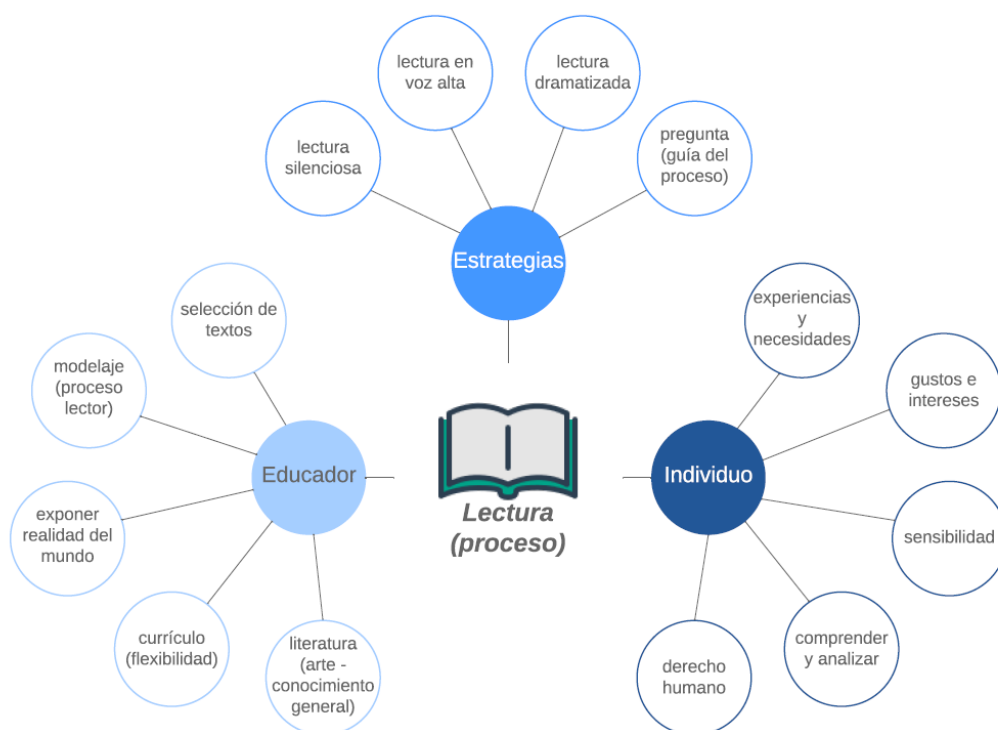 lectura en
voz alta
lectura
dramatizada
lectura
silenciosa
pregunta
(guía del
proceso)
Estrategias
selección de
textos
modelaje
(proceso
lector)
exponer
realidad del
mundo
currículo
(flexibilidad)
literatura
(arte -
conocimiento
general)
Educador
Lectura
(proceso)
Individuo
experiencias
y
necesidades
gustos e
intereses
sensibilidad
comprender
y analizar
derecho
humano